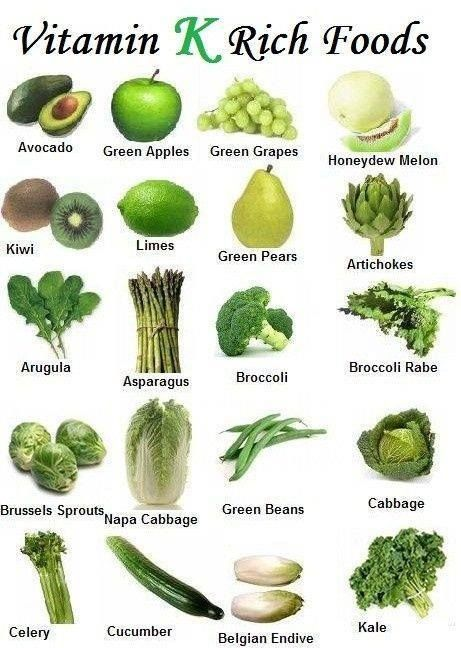 Vitamin K Rich Foods
Avocado
Green Apples
Green Grapes
Honeydew Melon
Kiwi
Limes
Green Pears
Artichokes
Arugula
Asparagus
Broccoli
Broccoli Rabe
Brussels Sprouts
Napa Cabbage
Green Beans
Cabbage
Celery
Cucumber
Belgian Endive
Kale